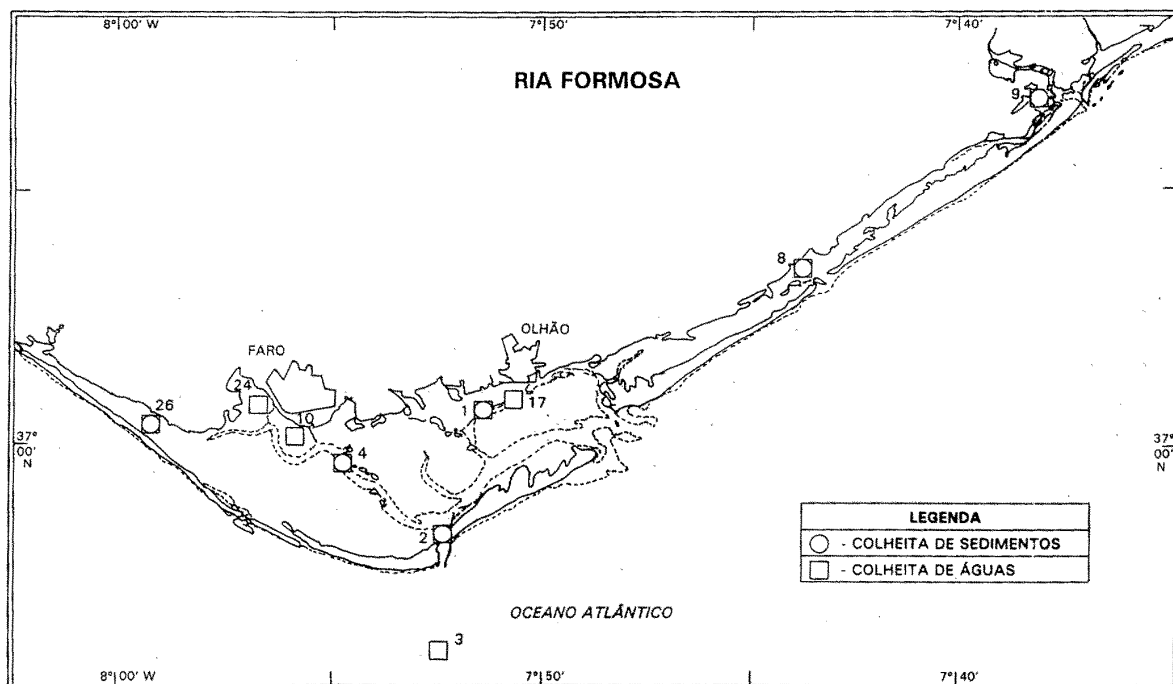 8°00' W
7°50'
7°40'
RIA FORMOSA
9
8
OLHÃO
FARO
24
17
1
26
10
4
37°
00'
N
37°
00'
N
2
LEGENDA
- COLHEITA DE SEDIMENTOS
- COLHEITA DE ÁGUAS
OCEANO ATLÂNTICO
3
8°00' W
7°50'
7°40'